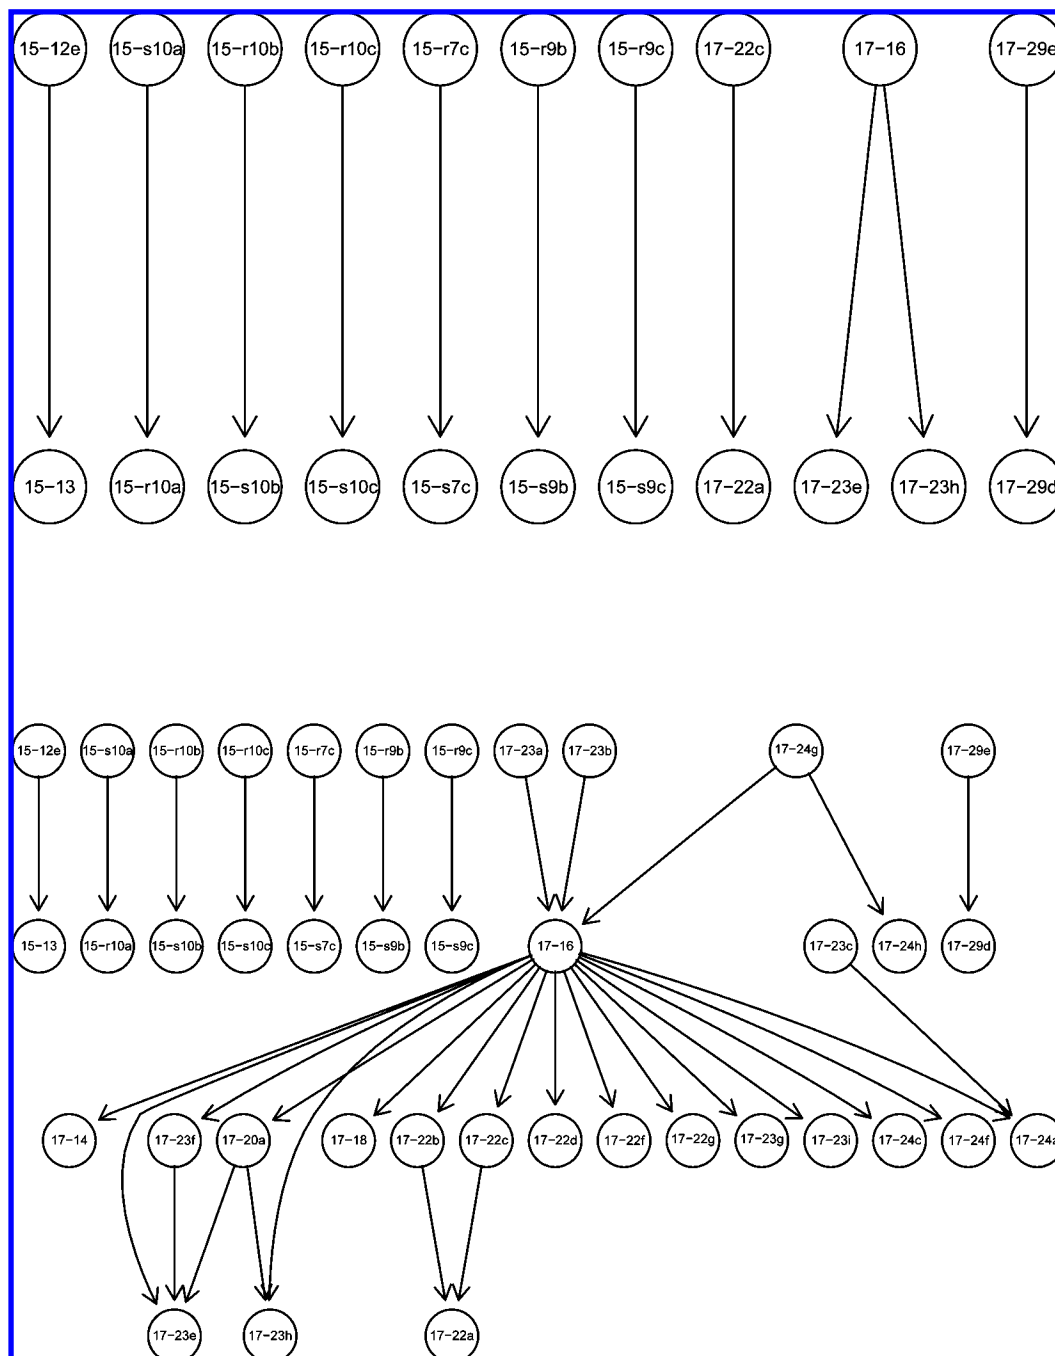 15−12e 15−s10a 15−r10b 15−r10c 15−r7c 15−r9b 15−r9c 17−22c 17−16 17−29e
15−13 15−r10a 15−s10b 15−s10c 15−s7c 15−s9b 15−s9c 17−22a 17−23e 17−23h 17−29d
15−12e 15−s10a 15−r10b 15−r10c 15−r7c 15−r9b 15−r9c 17−23a 17−23b 17−24g 17−29e
15−13 15−r10a 15−s10b 15−s10c 15−s7c 15−s9b 15−s9c 17−16 17−23c 17−24h 17−29d
17−14 17−23f 17−20a 17−18 17−22b 17−22c 17−22d 17−22f 17−22g 17−23g 17−23i 17−24c 17−24f 17−24a
17−23e 17−23h 17−22a